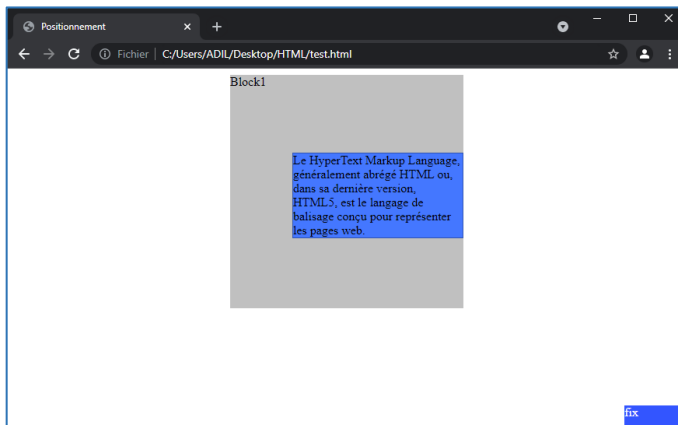 Positionnement
Fichier C:/Users/ADIL/Desktop/HTML/test.html
Block1
Le HyperText Markup Language,
généralement abrégé HTML ou,
dans sa dernière version,
HTML5, est le langage de
balisage conçu pour représenter
les pages web.
fix